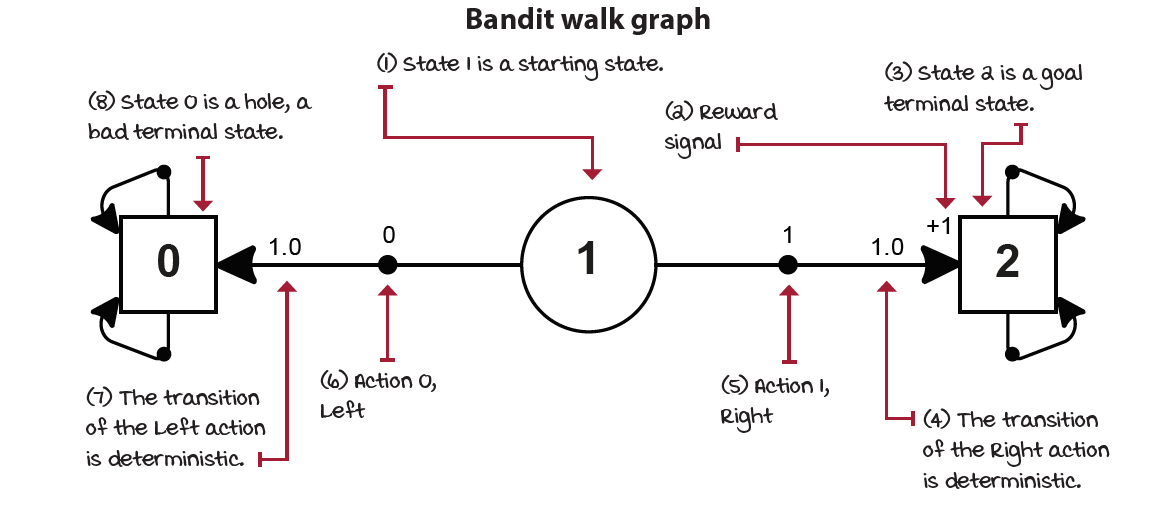 Bandit walk graph
(1) State 1 is a starting state.
(3) State 2 is a goal
terminal state.
(8) State 0 is a hole, a
bad terminal state.
(2) Reward
signal
+1
0
1.0
0
1
1
1.0
2
(6) Action 0,
Left
(5) Action 1,
Right
(7) The transition
of the Left action
is deterministic.
(4) The transition
of the Right action
is deterministic.